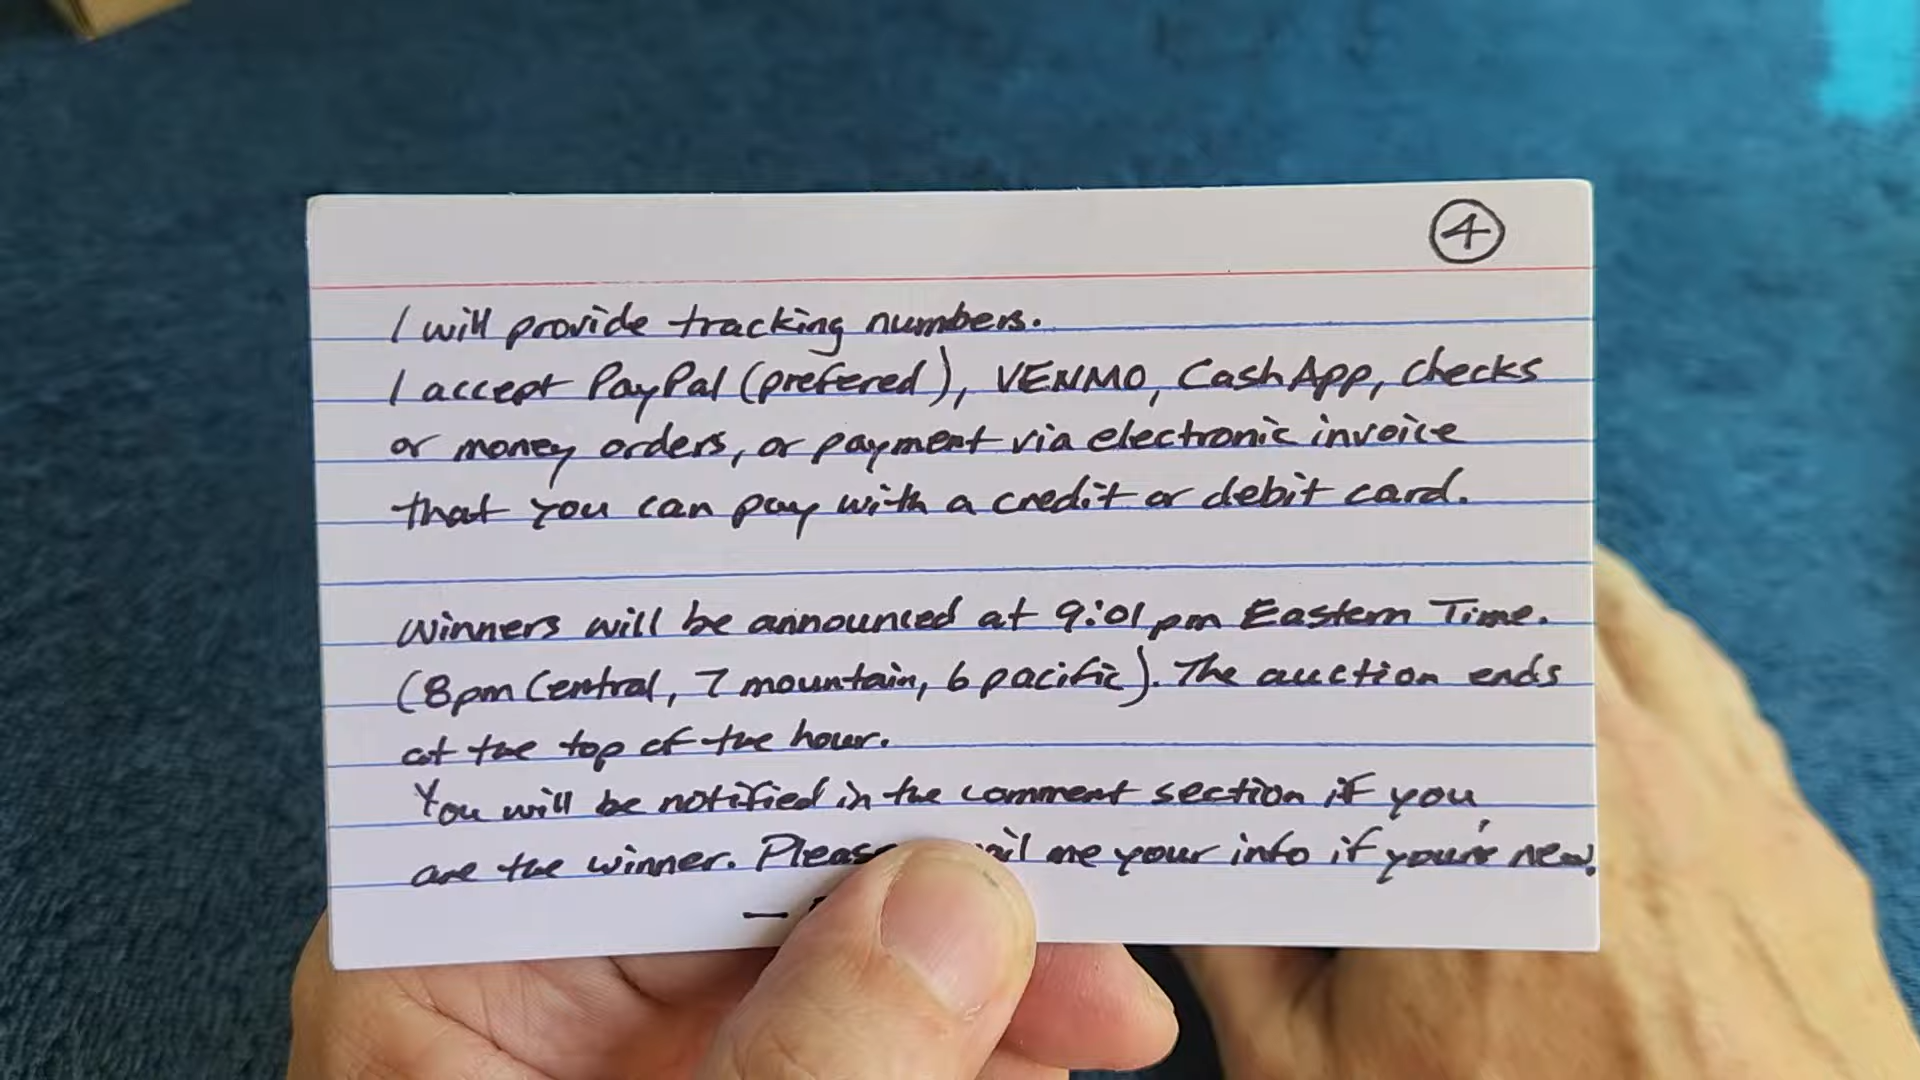 4
I will provide tracking numbers.
I accept PayPal (prefered), VENMO, CashApp, checks
or money orders, or payment via electronic invoice
that you can pay with a credit or debit card.
Winners will be announced at 9:01 pm Eastern Time.
(8pm Central, 7 mountain, 6 pacific). The auction ends
at the top of the hour.
You will be notified in the comment section if you
are the winner. me your info if you're new.